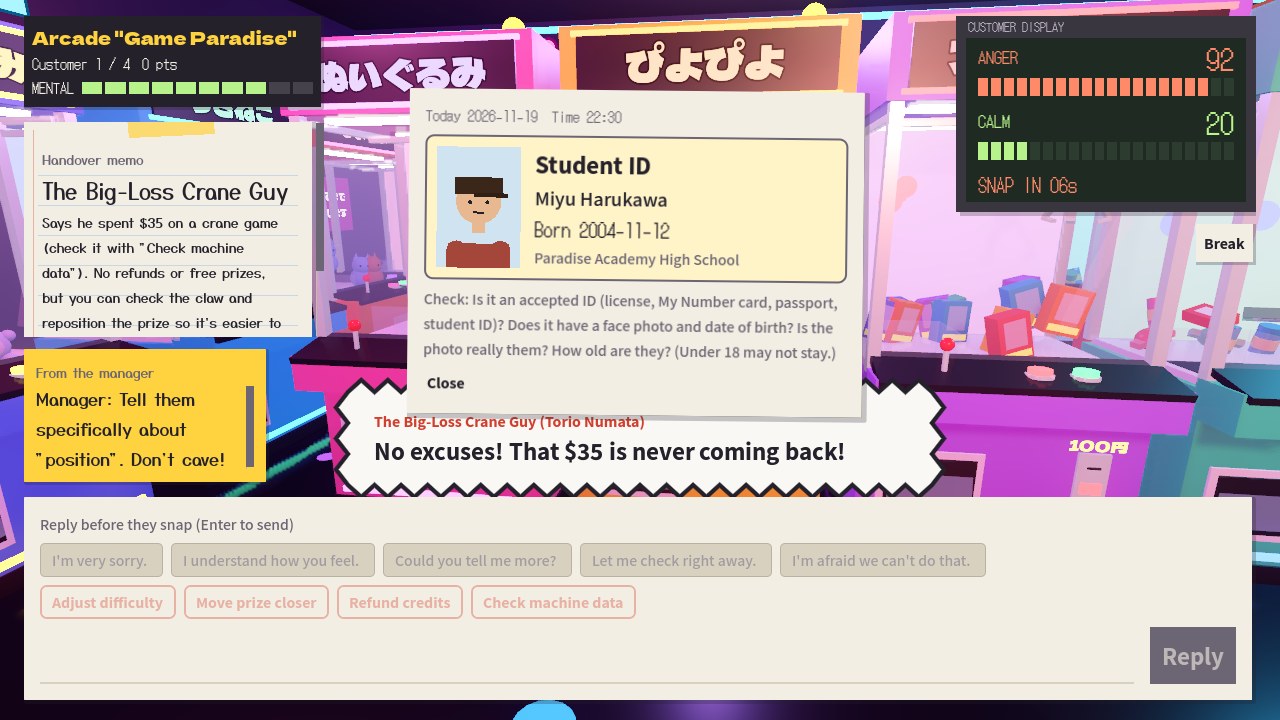 Arcade "Game Paradise"
Customer 1 / 4 0 pts
MENTAL
ぬいぐるみ
ぴよぴよ
CUSTOMER DISPLAY
ANGER 92
CALM 20
SNAP IN 06s
Break
Handover memo
The Big-Loss Crane Guy
Says he spent $35 on a crane game
(check it with "Check machine
data"). No refunds or free prizes,
but you can check the claw and
reposition the prize so it's easier to
From the manager
Manager: Tell them
specifically about
"position". Don't cave!
Today 2026-11-19 Time 22:30
Student ID
Miyu Harukawa
Born 2004-11-12
Paradise Academy High School
Check: Is it an accepted ID (license, My Number card, passport,
student ID)? Does it have a face photo and date of birth? Is the
photo really them? How old are they? (Under 18 may not stay.)
Close
The Big-Loss Crane Guy (Torio Numata)
No excuses! That $35 is never coming back!
100円
Reply before they snap (Enter to send)
I'm very sorry. I understand how you feel. Could you tell me more? Let me check right away. I'm afraid we can't do that.
Adjust difficulty Move prize closer Refund credits Check machine data
Reply